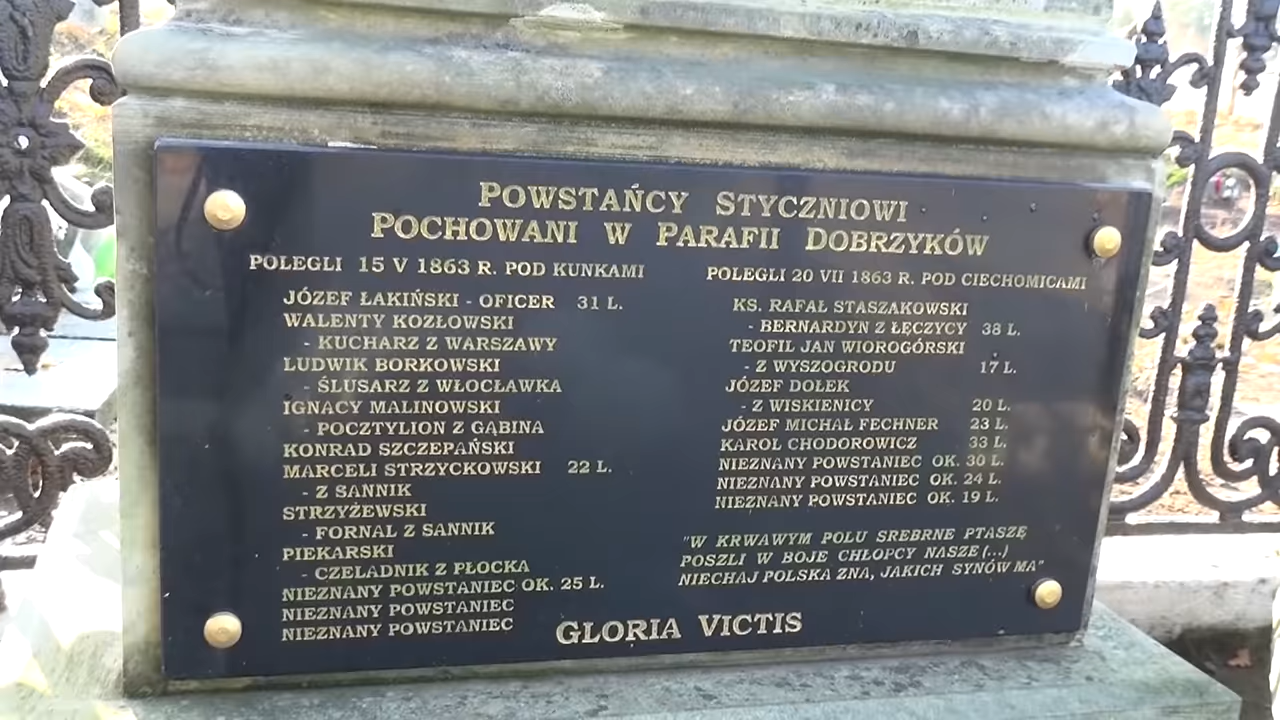 POWSTAŃCY STYCZNIOWI
POCHOWANI W PARAFII DOBRZYKÓW
POLEGLI 15 V 1863 R. POD KUNKAMI
JÓZEF ŁAKIŃSKI - OFICER 31 L.
WALENTY KOZŁOWSKI
- KUCHARZ Z WARSZAWY
LUDWIK BORKOWSKI
- ŚLUSARZ Z WŁOCŁAWKA
IGNACY MALINOWSKI
- POCZTYLION Z GĄBINA
KONRAD SZCZEPAŃSKI
MARCELI STRZYCKOWSKI 22 L.
- Z SANNIK
STRZYŻEWSKI
- FORNAL Z SANNIK
PIEKARSKI
- CZELADNIK Z PŁOCKA
NIEZNANY POWSTANIEC OK. 25 L.
NIEZNANY POWSTANIEC
NIEZNANY POWSTANIEC
POLEGLI 20 VII 1863 R. POD CIECHOMICAMI
KS. RAFAŁ STASZAKOWSKI
- BERNARDYN Z ŁĘCZYCY 38 L.
TEOFIL JAN WIOROGÓRSKI
- Z WYSZOGRODU 17 L.
JÓZEF DOŁEK
- Z WISKIENICY 20 L.
JÓZEF MICHAŁ FECHNER 23 L.
KAROL CHODOROWICZ 33 L.
NIEZNANY POWSTANIEC OK. 30 L.
NIEZNANY POWSTANIEC OK. 24 L.
NIEZNANY POWSTANIEC OK. 19 L.
"W KRWAWYM POLU SREBRNE PTASZĘ
POSZLI W BOJE CHŁOPCY NASZE (...)
NIECHAJ POLSKA ZNA, JAKICH SYNÓW MA"
GLORIA VICTIS